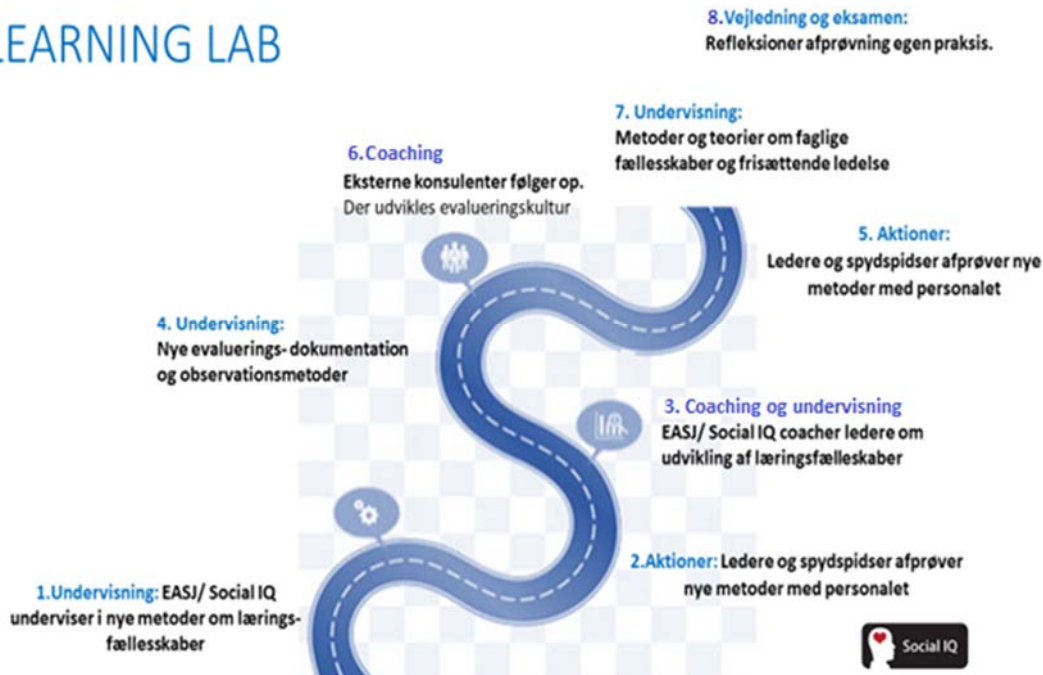 LEARNING LAB
8.Vejledning og eksamen:
Refleksioner afprøvning egen praksis.
7. Undervisning:
Metoder og teorier om faglige
fællesskaber og frisættende ledelse
6.Coaching
Eksterne konsulenter følger op.
Der udvikles evalueringskultur
5. Aktioner:
Ledere og spydspidser afprøver nye
metoder med personalet
4. Undervisning:
Nye evaluerings- dokumentation
og observationsmetoder
3. Coaching og undervisning
EASJ/ Social IQ coacher ledere om
udvikling af læringsfælleskaber
2.Aktioner: Ledere og spydspidser afprøver
nye metoder med personalet
1.Undervisning: EASJ/ Social IQ
underviser i nye metoder om lærings-
fællesskaber
Social IQ